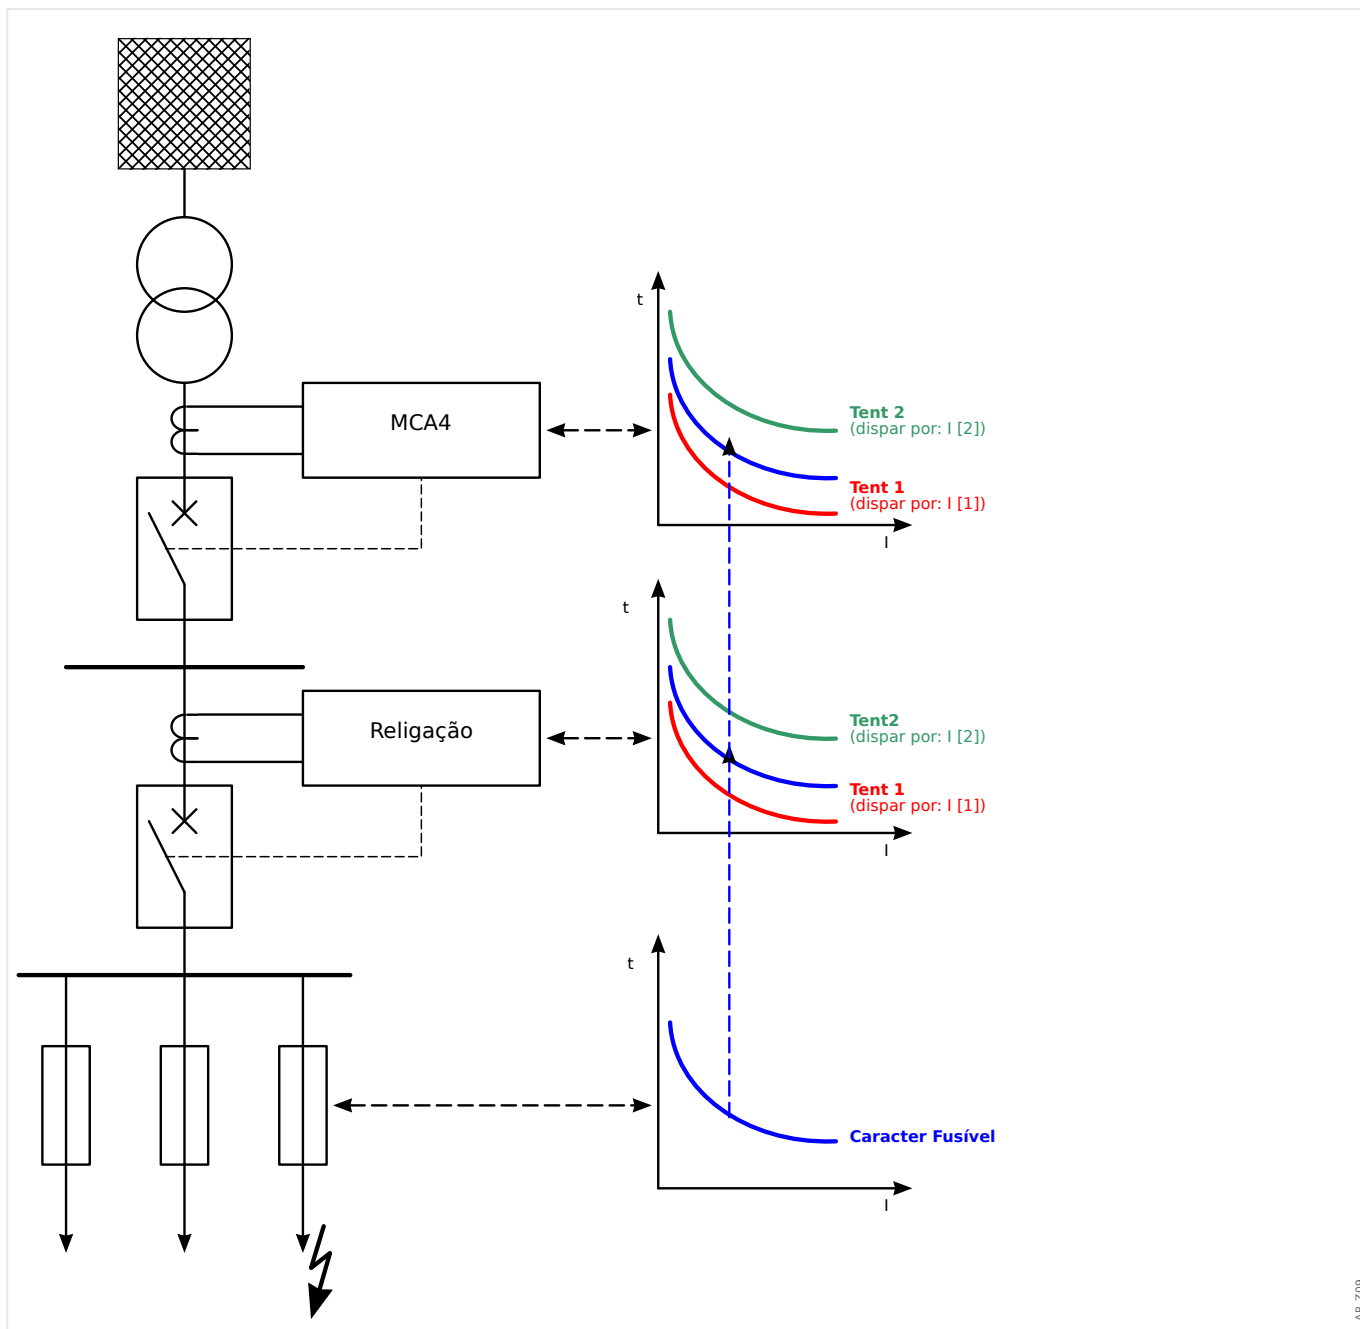 t
MCA4
Tent 2
(dispar por: I [2])
Tent 1
(dispar por: I [1])
I
t
Religação
Tent2
(dispar por: I [2])
Tent 1
(dispar por: I [1])
I
t
Caracter Fusível
I
AR_Z09